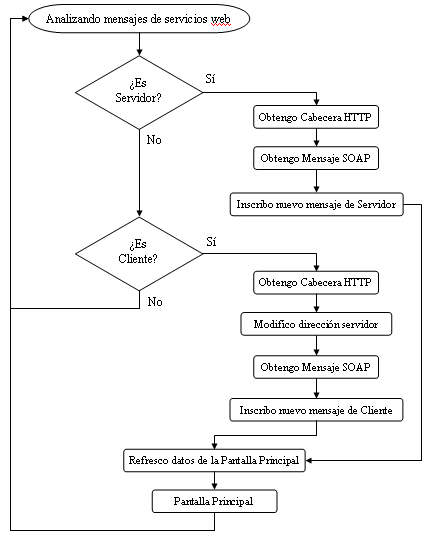 Analizando mensajes de servicios web
¿Es
Servidor?
Sí
No
Obtengo Cabecera HTTP
Obtengo Mensaje SOAP
Inscribo nuevo mensaje de Servidor
¿Es
Cliente?
Sí
No
Obtengo Cabecera HTTP
Modifico dirección servidor
Obtengo Mensaje SOAP
Inscribo nuevo mensaje de Cliente
Refresco datos de la Pantalla Principal
Pantalla Principal